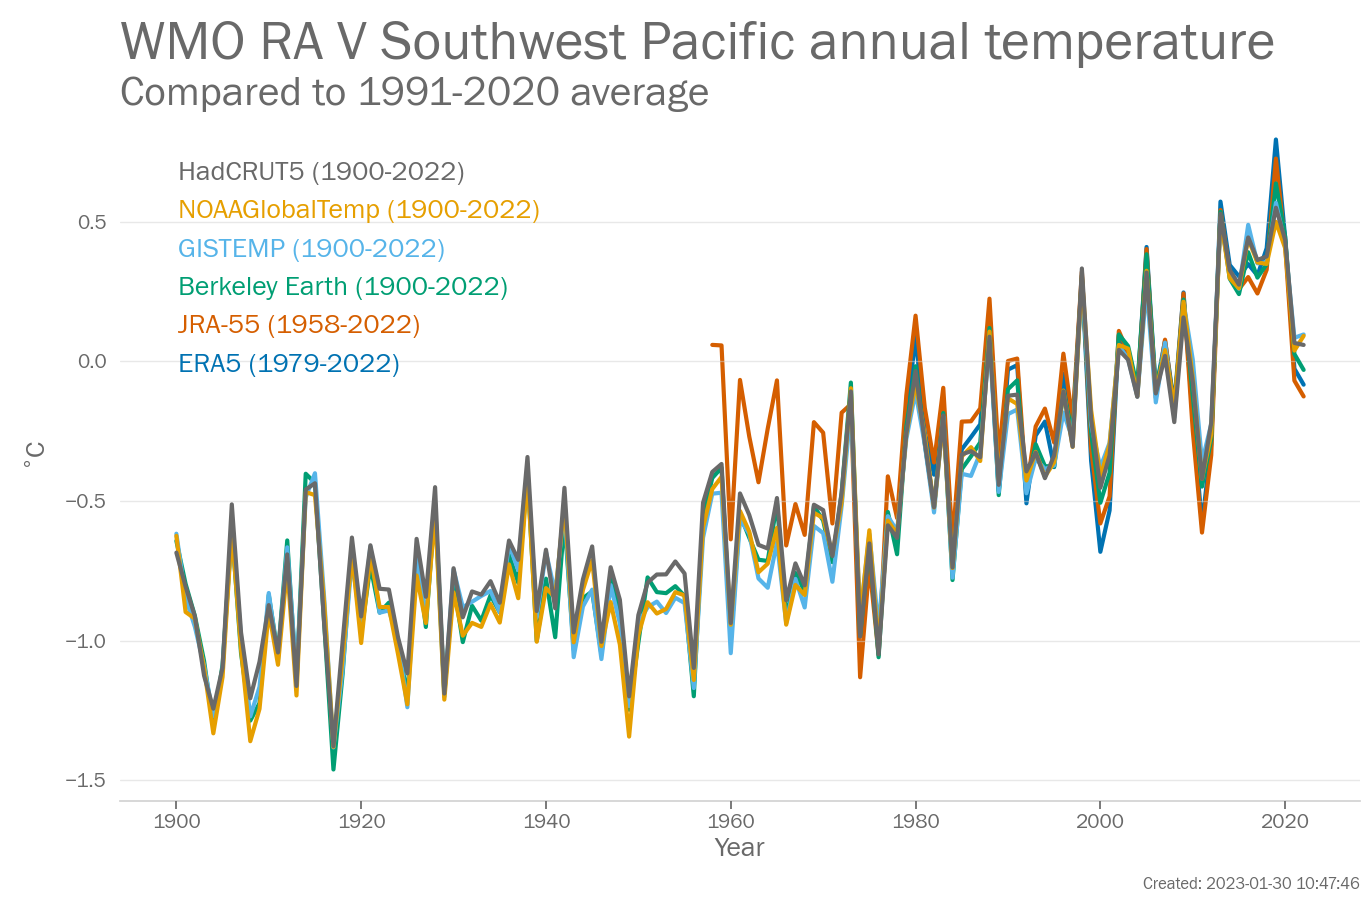 WMO RA V Southwest Pacific annual temperature
Compared to 1991-2020 average
HadCRUT5 (1900-2022)
NOAAGlobalTemp (1900-2022)
GISTEMP (1900-2022)
Berkeley Earth (1900-2022)
JRA-55 (1958-2022)
ERA5 (1979-2022)
°C
0.5
0.0
−0.5
−1.0
−1.5
1900 1920 1940 1960 1980 2000 2020
Year
Created: 2023-01-30 10:47:46